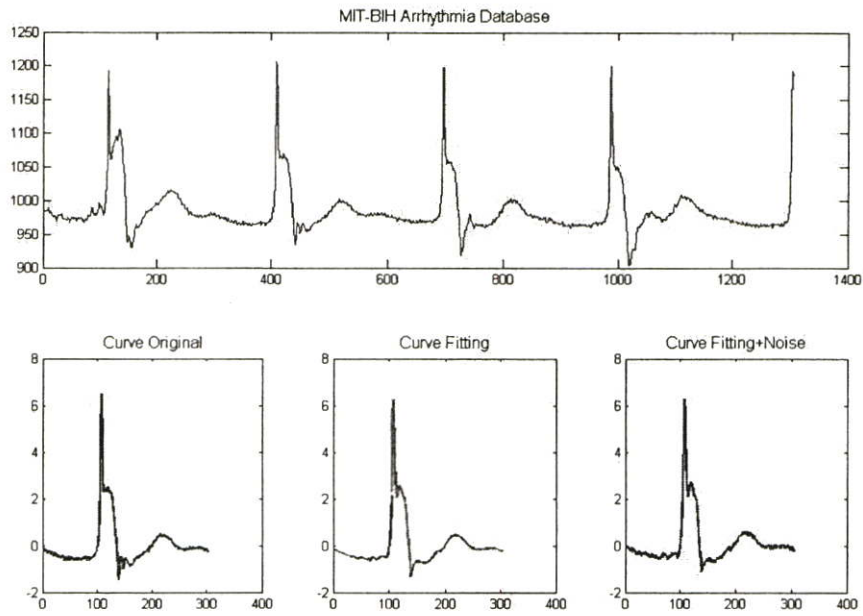 MIT-BIH Arrhythmia Database
1250
1200
1150
1100
1050
1000
950
900
0 200 400 600 800 1000 1200 1400
Curve Original Curve Fitting Curve Fitting+Noise
8 8 8
6 6 6
4 4 4
2 2 2
0 0 0
-2 -2 -2
0 100 200 300 400 0 100 200 300 400 0 100 200 300 400